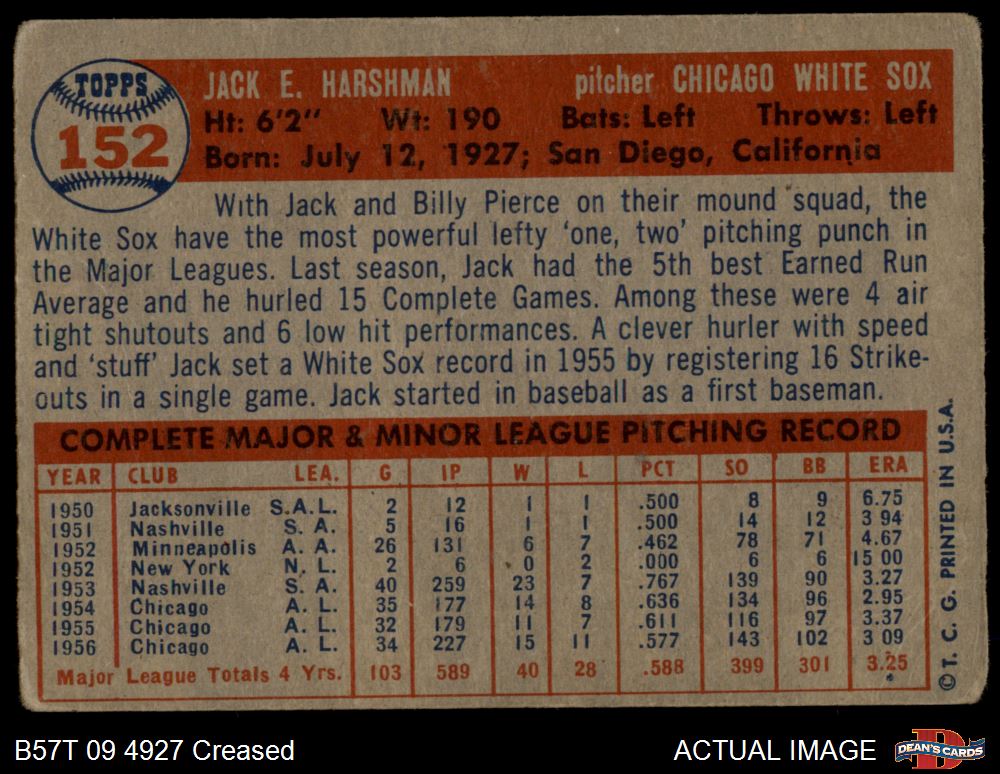 TOPPS
152
JACK E. HARSHMAN pitcher CHICAGO WHITE SOX
Ht: 6'2" Wt: 190 Bats: Left Throws: Left
Born: July 12, 1927; San Diego, California
With Jack and Billy Pierce on their mound squad, the
White Sox have the most powerful lefty 'one, two' pitching punch in
the Major Leagues. Last season, Jack had the 5th best Earned Run
Average and he hurled 15 Complete Games. Among these were 4 air
tight shutouts and 6 low hit performances. A clever hurler with speed
and 'stuff' Jack set a White Sox record in 1955 by registering 16 Strike-
outs in a single game. Jack started in baseball as a first baseman.
COMPLETE MAJOR & MINOR LEAGUE PITCHING RECORD
YEAR CLUB LEA. G IP W L PCT SO BB ERA
1950 Jacksonville S.A.L. 2 12 1 1 .500 8 9 6.75
1951 Nashville S. A. 5 16 1 1 .500 14 12 3 94
1952 Minneapolis A. A. 26 131 6 7 .462 78 71 4.67
1952 New York N. L. 2 6 0 2 .000 6 6 15 00
1953 Nashville S. A. 40 259 23 7 .767 139 90 3.27
1954 Chicago A. L. 35 177 14 8 .636 134 96 2.95
1955 Chicago A. L. 32 179 11 7 .611 116 97 3.37
1956 Chicago A. L. 34 227 15 11 .577 143 102 3 09
Major League Totals 4 Yrs. 103 589 40 28 .588 399 301 3.25
© T. C. G. PRINTED IN U.S.A.
B57T 09 4927 Creased ACTUAL IMAGE
DEAN'S CARDS